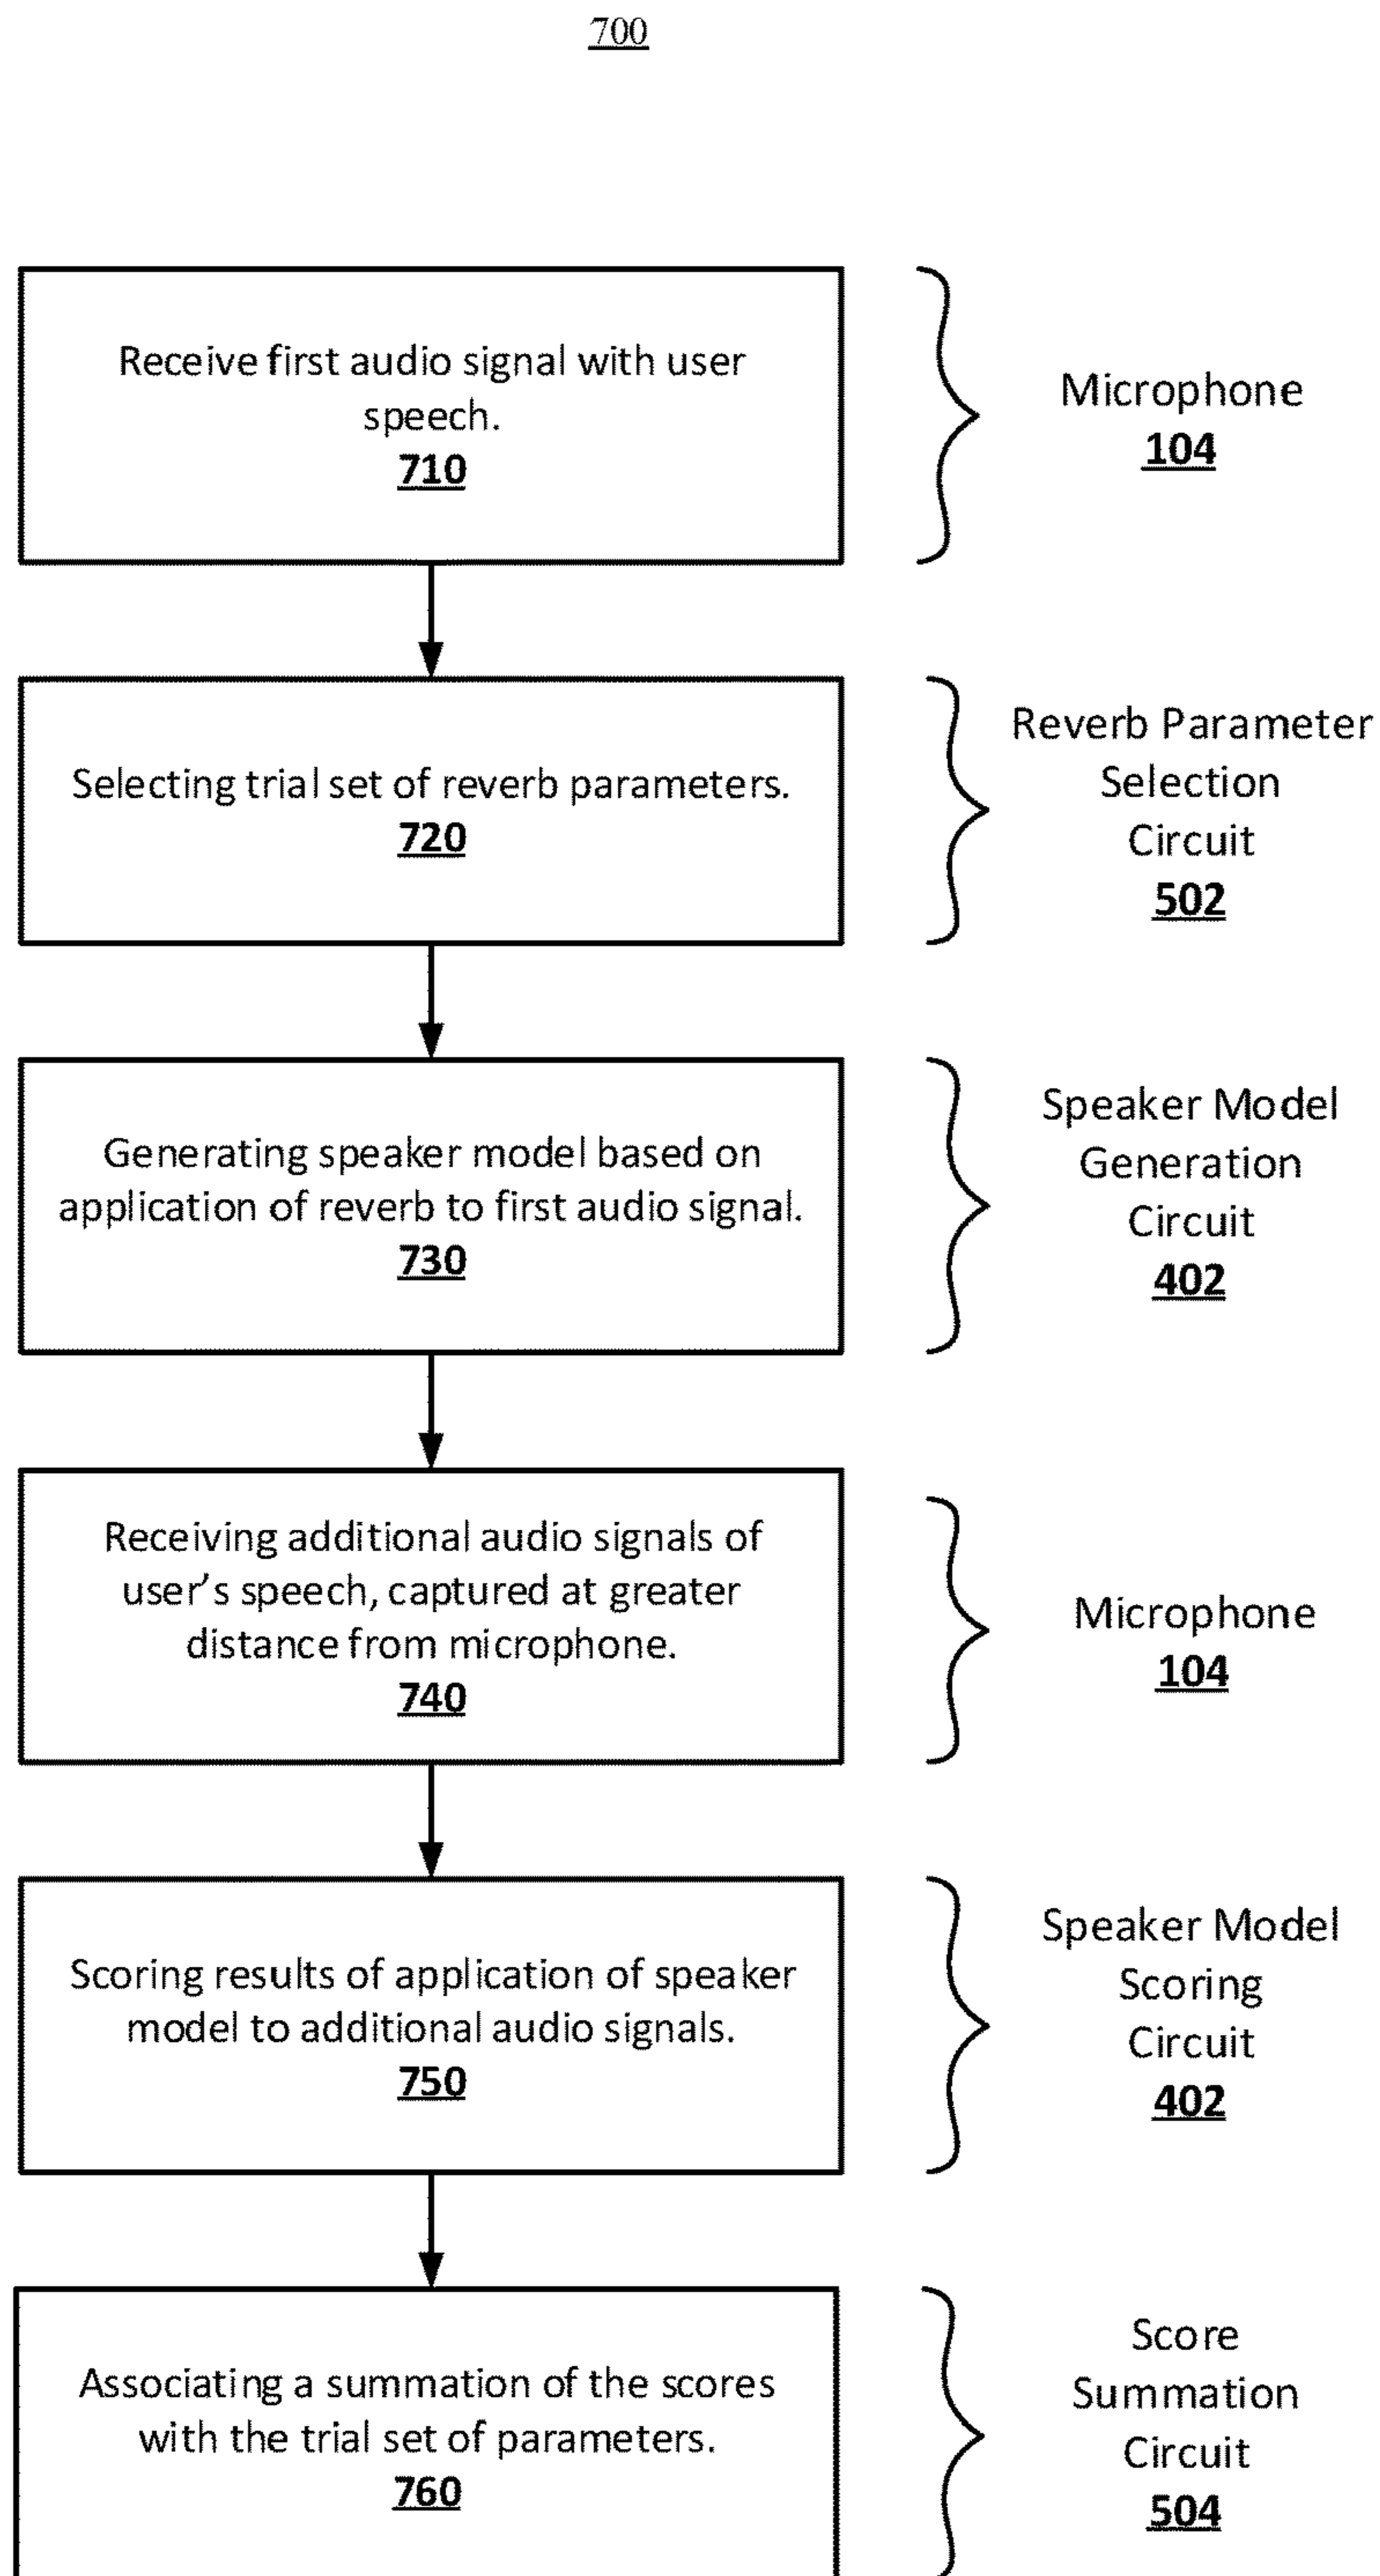 700
Receive first audio signal with user
speech.
710
Microphone
104
Selecting trial set of reverb parameters.
720
Reverb Parameter
Selection
Circuit
502
Generating speaker model based on
application of reverb to first audio signal.
730
Speaker Model
Generation
Circuit
402
Receiving additional audio signals of
user's speech, captured at greater
distance from microphone.
740
Microphone
104
Scoring results of application of speaker
model to additional audio signals.
750
Speaker Model
Scoring
Circuit
402
Associating a summation of the scores
with the trial set of parameters.
760
Score
Summation
Circuit
504